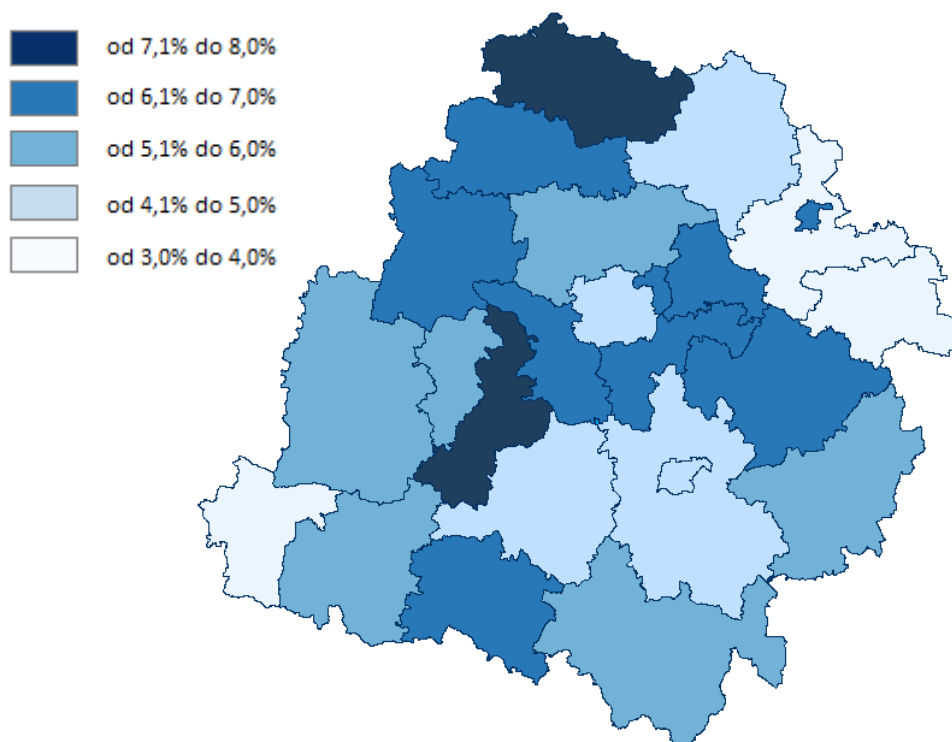 od 7,1% do 8,0%
od 6,1% do 7,0%
od 5,1% do 6,0%
od 4,1% do 5,0%
od 3,0% do 4,0%